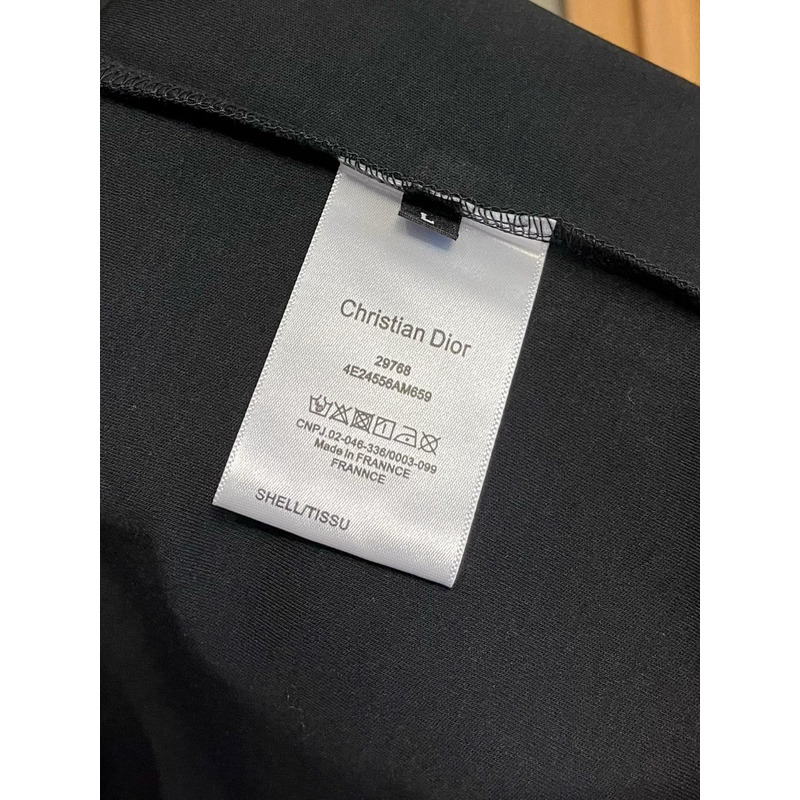 L
Christian Dior
29768
4E24556AM659
CNPJ.02-046-336/0003-099
Made in FRANNCE
FRANNCE
SHELL/TISSU